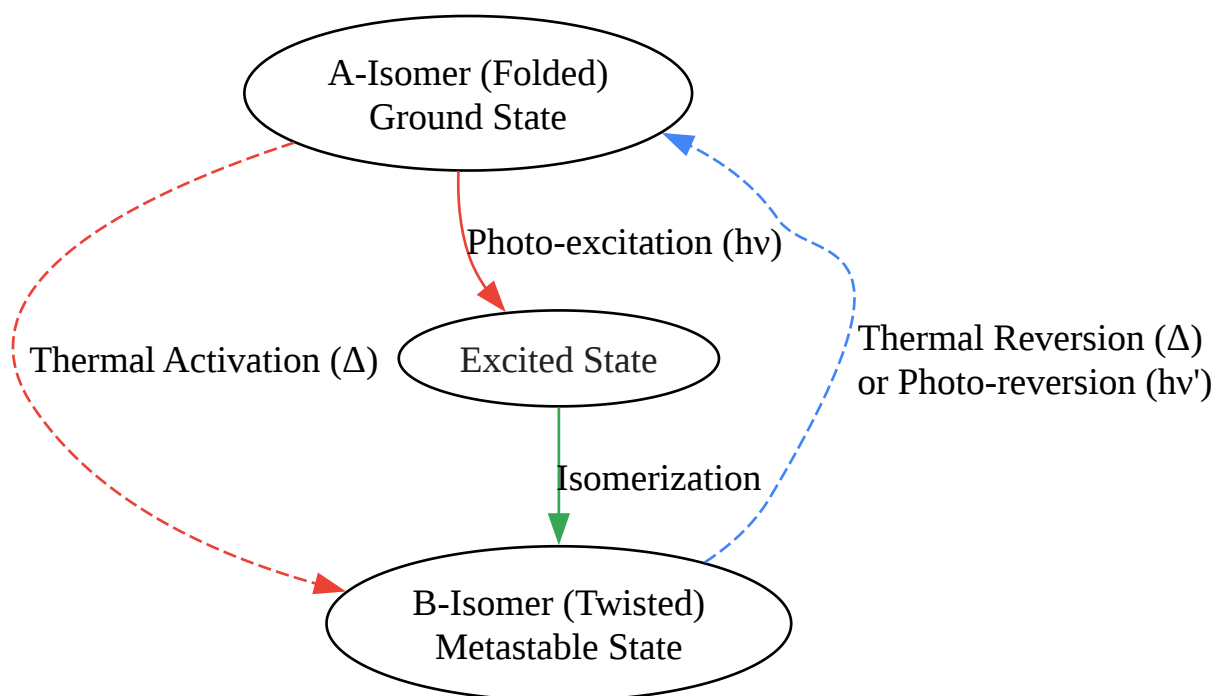 A-Isomer (Folded)
Ground State
Photo-excitation (hν)
Thermal Activation (Δ)
Excited State
Thermal Reversion (Δ)
or Photo-reversion (hν')
Isomerization
B-Isomer (Twisted)
Metastable State